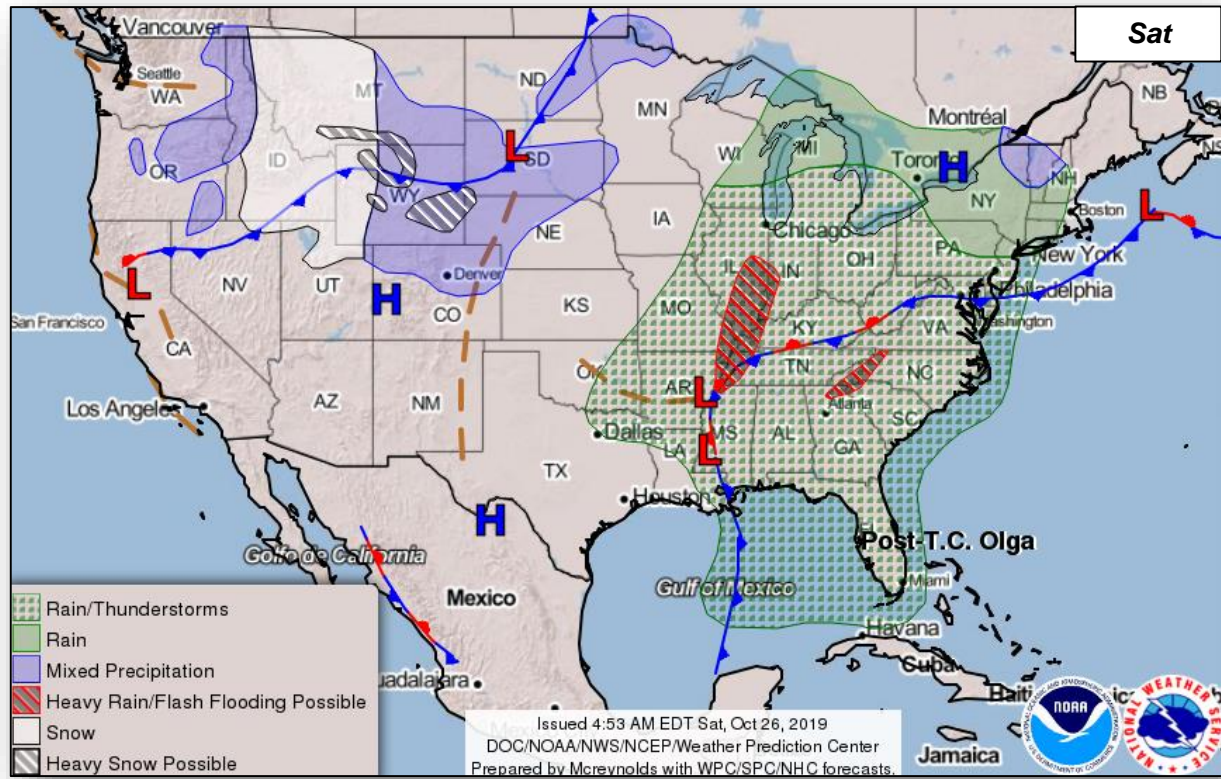 Sat
Vancouver
Seattle
WA
MT
ND
MN
Montréal
NB
OR
ID
L
SD
WI
MI
Toronto
H
NH
NY
WY
L
Boston
IA
NE
Chicago
PA
New York
NV
UT
Denver
IL
IN
OH
Philadelphia
L
H
CO
KS
MO
San Francisco
KY
VA
Washington
CA
TN
NC
Los Angeles
AZ
NM
OK
AR
L
Atlanta
SC
Dallas
LA
L
MS
AL
GA
TX
Houston
H
Post-T.C. Olga
Golfo de California
Miami
Gulf of Mexico
Mexico
Havana
Cuba
Jamaica
Rain/Thunderstorms
Rain
Mixed Precipitation
Heavy Rain/Flash Flooding Possible
Snow
Heavy Snow Possible
Issued 4:53 AM EDT Sat, Oct 26, 2019
DOC/NOAA/NWS/NCEP/Weather Prediction Center
Prepared by Mcreynolds with WPC/SPC/NHC forecasts.
NOAA
NATIONAL WEATHER SERVICE